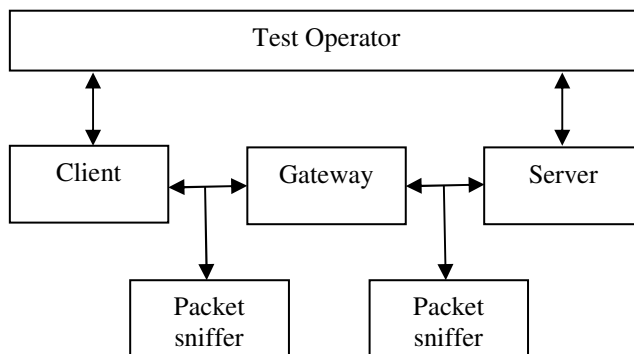 Test Operator
Client
Gateway
Server
Packet
sniffer
Packet
sniffer